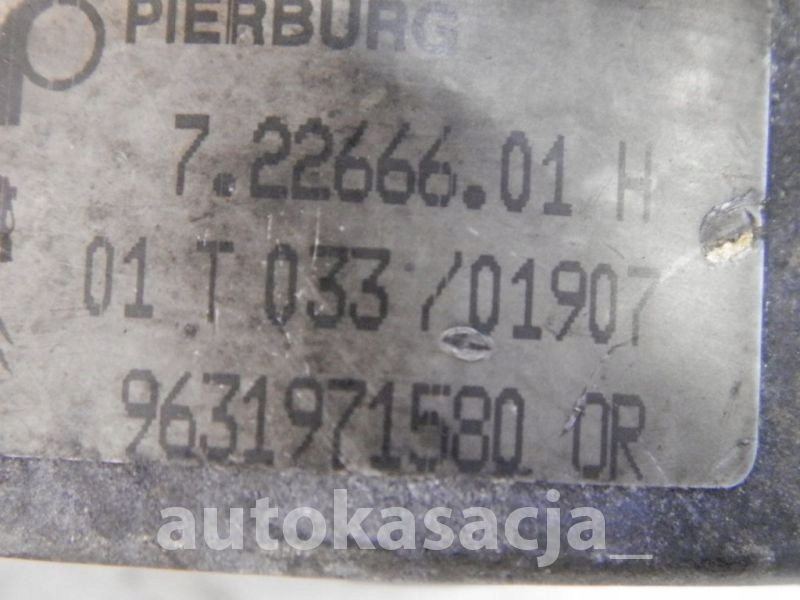 PIERBURG
7.22666.01 H
01 T 033 /01907
9631971580 OR
autokasacja_